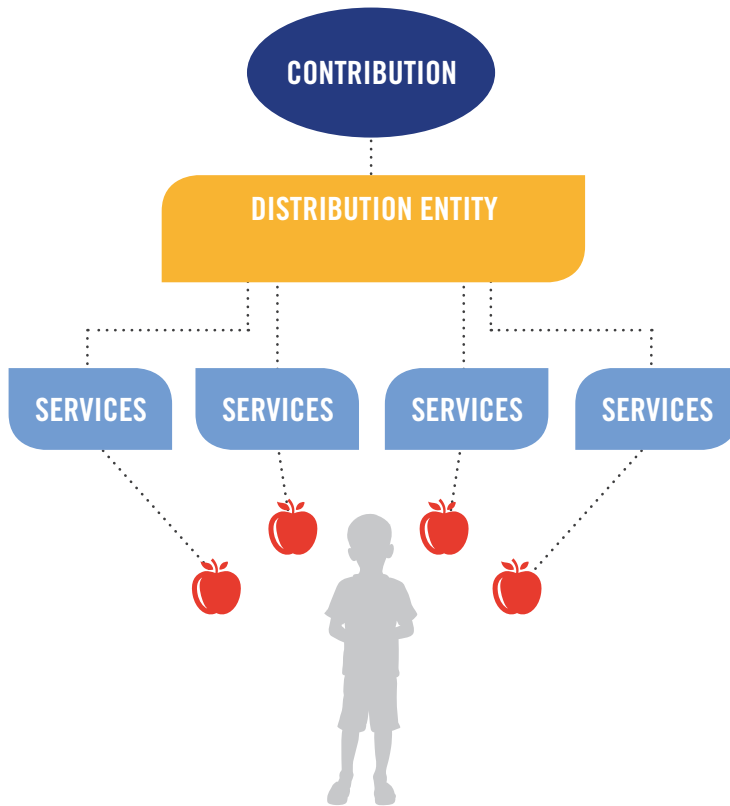 CONTRIBUTION
DISTRIBUTION ENTITY
SERVICES
SERVICES
SERVICES
SERVICES